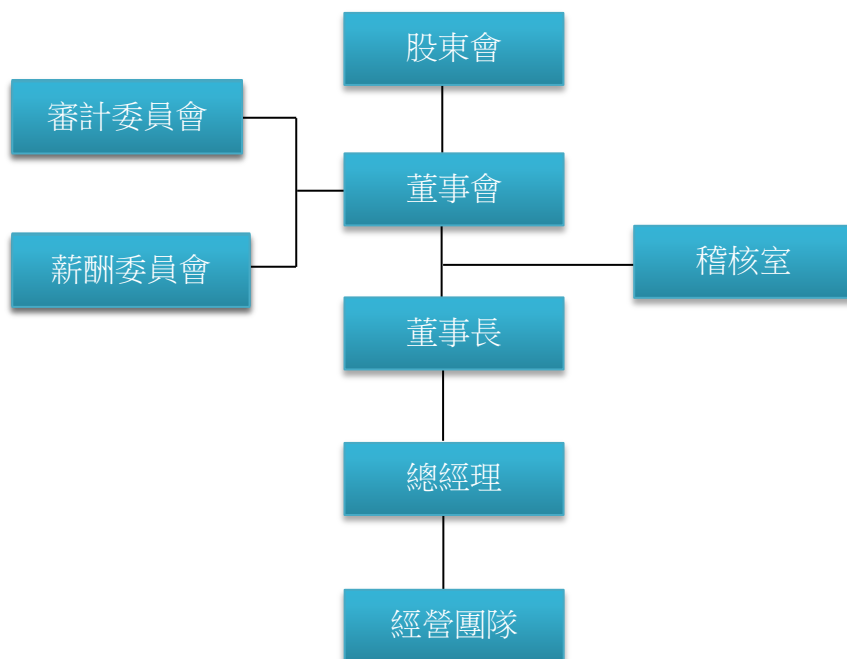 股東會
審計委員會
董事會
薪酬委員會
稽核室
董事長
總經理
經營團隊